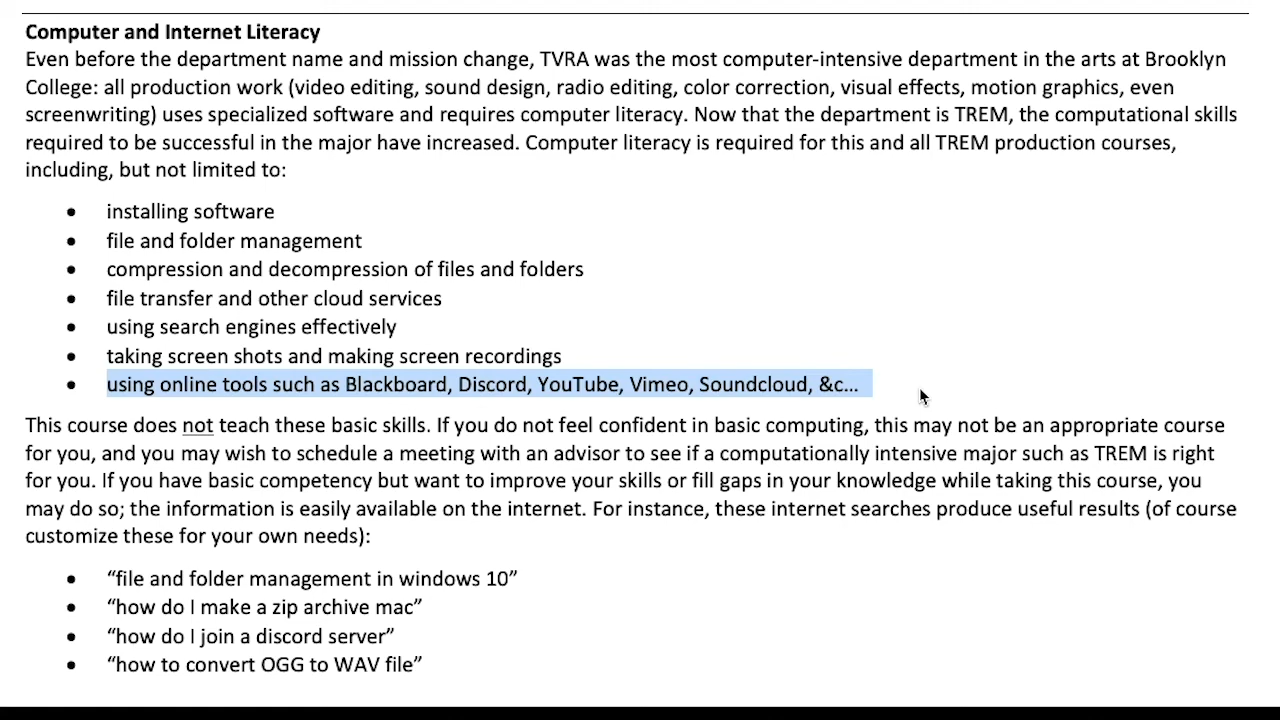 Computer and Internet Literacy
Even before the department name and mission change, TVRA was the most computer-intensive department in the arts at Brooklyn
College: all production work (video editing, sound design, radio editing, color correction, visual effects, motion graphics, even
screenwriting) uses specialized software and requires computer literacy. Now that the department is TREM, the computational skills
required to be successful in the major have increased. Computer literacy is required for this and all TREM production courses,
including, but not limited to:
• installing software
• file and folder management
• compression and decompression of files and folders
• file transfer and other cloud services
• using search engines effectively
• taking screen shots and making screen recordings
• using online tools such as Blackboard, Discord, YouTube, Vimeo, Soundcloud, &c...
This course does not teach these basic skills. If you do not feel confident in basic computing, this may not be an appropriate course
for you, and you may wish to schedule a meeting with an advisor to see if a computationally intensive major such as TREM is right
for you. If you have basic competency but want to improve your skills or fill gaps in your knowledge while taking this course, you
may do so; the information is easily available on the internet. For instance, these internet searches produce useful results (of course
customize these for your own needs):
• “file and folder management in windows 10”
• “how do I make a zip archive mac”
• “how do I join a discord server”
• “how to convert OGG to WAV file”